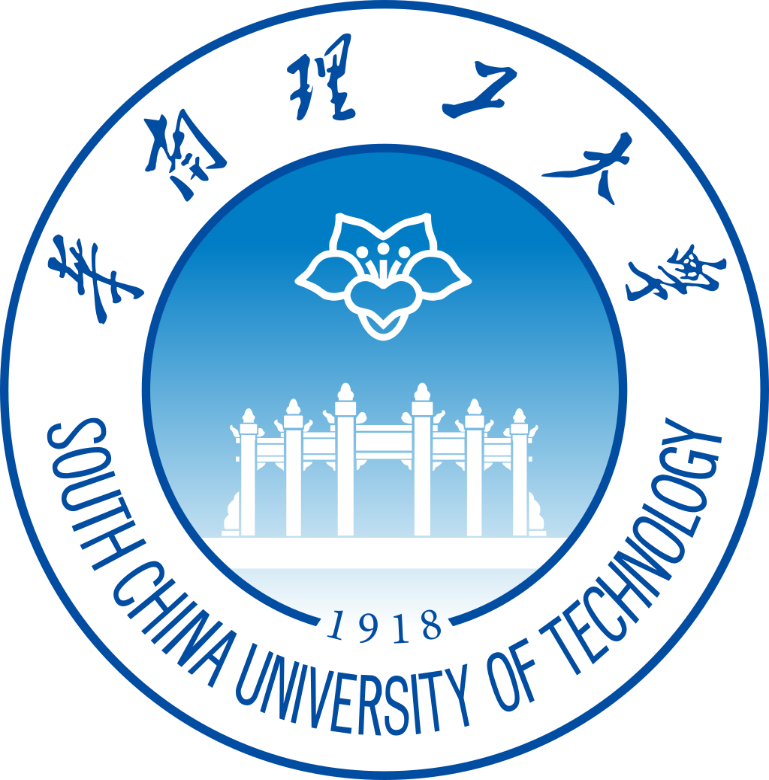 华南理工大学
1918
SOUTH CHINA UNIVERSITY OF TECHNOLOGY